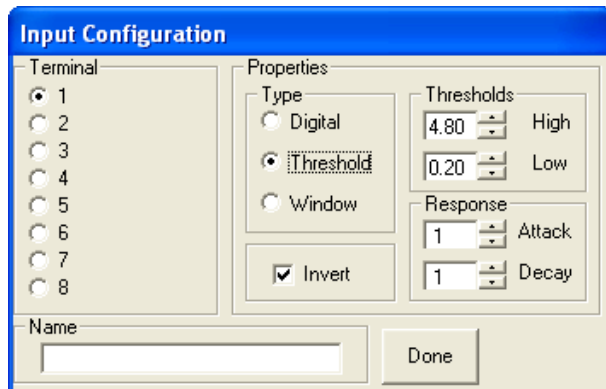 Input Configuration
Terminal
1
2
3
4
5
6
7
8
Properties
Type
Digital
Threshold
Window
Invert
Thresholds
4.80 High
0.20 Low
Response
1 Attack
1 Decay
Name
Done